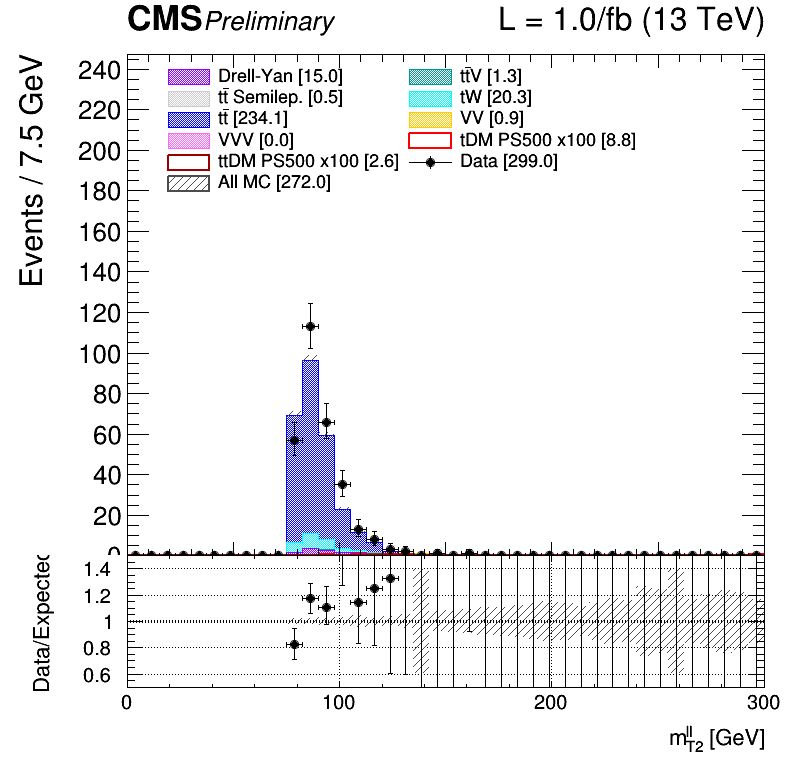 CMS Preliminary L = 1.0/fb (13 TeV)
Events / 7.5 GeV
240
220
200
180
160
140
120
100
80
60
40
20
0
Drell-Yan [15.0]
tt̄ Semilep. [0.5]
tt̄ [234.1]
VVV [0.0]
ttDM PS500 x100 [2.6]
All MC [272.0]
tt̄V [1.3]
tW [20.3]
VV [0.9]
tDM PS500 x100 [8.8]
Data [299.0]
Data/Expected
1.4
1.2
1
0.8
0.6
0 100 200 300
m_T2^ll [GeV]